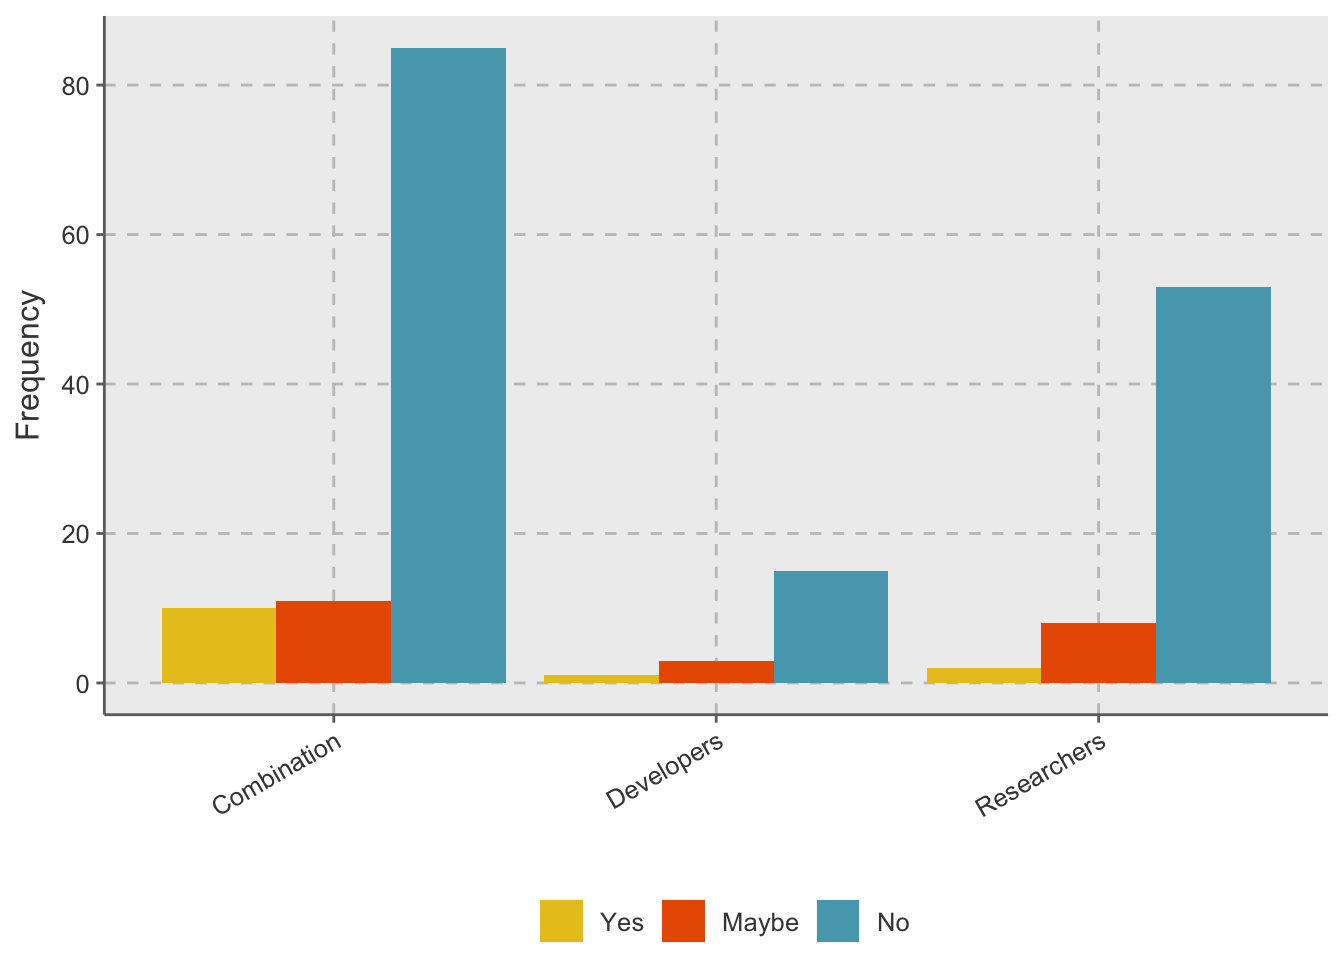 Frequency
80
60
40
20
0
Combination
Developers
Researchers
Yes Maybe No